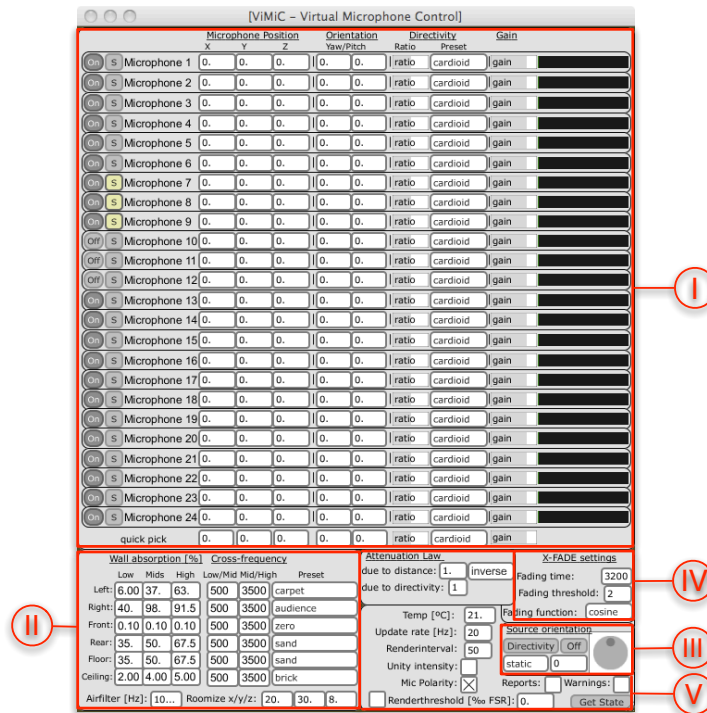 [ViMiC – Virtual Microphone Control]
Microphone Position Orientation Directivity Gain
X Y Z Yaw/Pitch Ratio Preset
On S Microphone 1 0. 0. 0. 0. 0. ratio cardioid gain
On S Microphone 2 0. 0. 0. 0. 0. ratio cardioid gain
On S Microphone 3 0. 0. 0. 0. 0. ratio cardioid gain
On S Microphone 4 0. 0. 0. 0. 0. ratio cardioid gain
On S Microphone 5 0. 0. 0. 0. 0. ratio cardioid gain
On S Microphone 6 0. 0. 0. 0. 0. ratio cardioid gain
On S Microphone 7 0. 0. 0. 0. 0. ratio cardioid gain
On S Microphone 8 0. 0. 0. 0. 0. ratio cardioid gain
On S Microphone 9 0. 0. 0. 0. 0. ratio cardioid gain
Off S Microphone 10 0. 0. 0. 0. 0. ratio cardioid gain
Off S Microphone 11 0. 0. 0. 0. 0. ratio cardioid gain
Off S Microphone 12 0. 0. 0. 0. 0. ratio cardioid gain
On S Microphone 13 0. 0. 0. 0. 0. ratio cardioid gain
I
On S Microphone 14 0. 0. 0. 0. 0. ratio cardioid gain
On S Microphone 15 0. 0. 0. 0. 0. ratio cardioid gain
On S Microphone 16 0. 0. 0. 0. 0. ratio cardioid gain
On S Microphone 17 0. 0. 0. 0. 0. ratio cardioid gain
On S Microphone 18 0. 0. 0. 0. 0. ratio cardioid gain
On S Microphone 19 0. 0. 0. 0. 0. ratio cardioid gain
On S Microphone 20 0. 0. 0. 0. 0. ratio cardioid gain
On S Microphone 21 0. 0. 0. 0. 0. ratio cardioid gain
On S Microphone 22 0. 0. 0. 0. 0. ratio cardioid gain
On S Microphone 23 0. 0. 0. 0. 0. ratio cardioid gain
On S Microphone 24 0. 0. 0. 0. 0. ratio cardioid gain
quick pick 0. 0. 0. 0. 0. ratio cardioid gain
Wall absorption [%] Cross-frequency
Low Mids High Low/Mid Mid/High Preset
Left: 6.00 37. 63. 500 3500 carpet
Right: 40. 98. 91.5 500 3500 audience
Front: 0.10 0.10 0.10 500 3500 zero
Rear: 35. 50. 67.5 500 3500 sand
Floor: 35. 50. 67.5 500 3500 sand
Ceiling: 2.00 4.00 5.00 500 3500 brick
Airfilter [Hz]: 10... Roomize x/y/z: 20. 30. 8.
II
Attenuation Law
due to distance: 1. inverse
due to directivity: 1
X-FADE settings
Fading time: 3200
Fading threshold: 2
Fading function: cosine
IV
Temp [ºC]: 21.
Update rate [Hz]: 20
Renderinterval: 50
Unity intensity:
Mic Polarity:
Source orientation
Directivity Off
static 0
III
Reports: Warnings:
Renderthreshold [‰ FSR]: 0. Get State
V